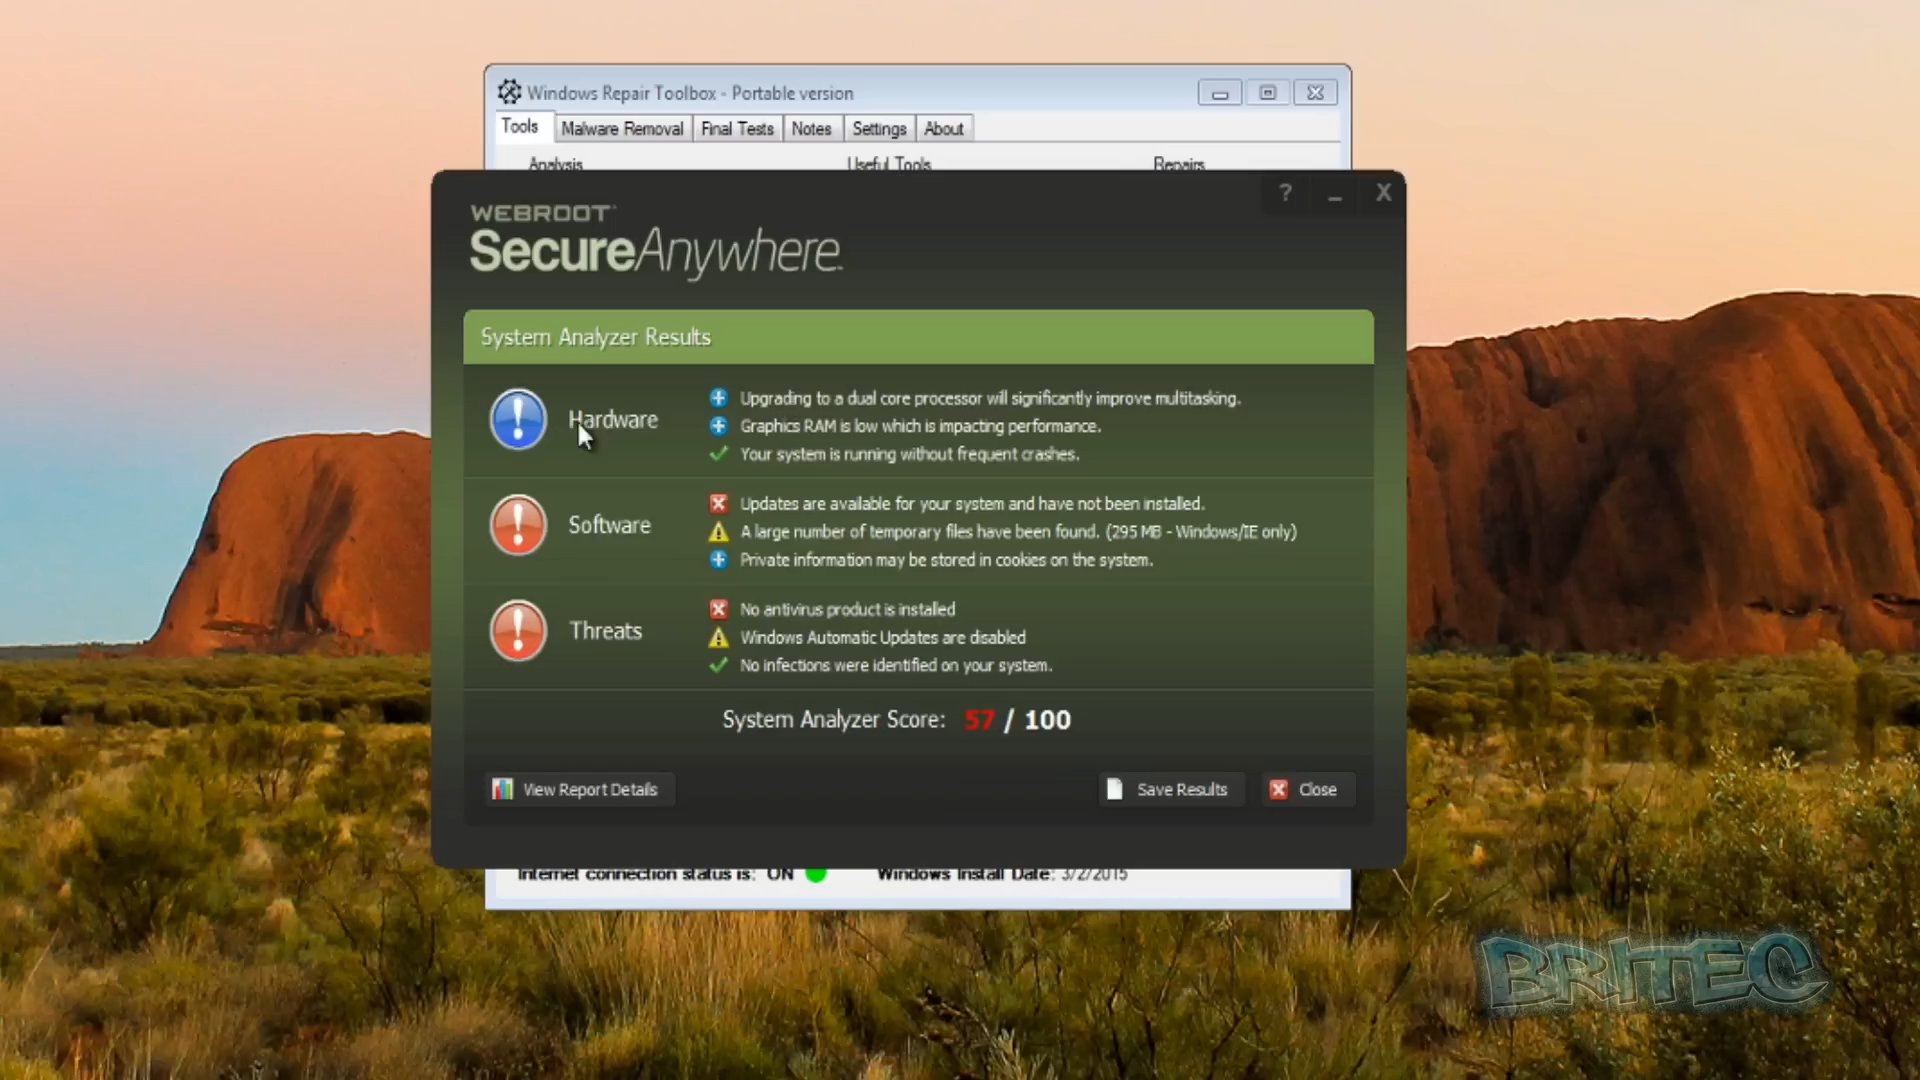 Windows Repair Toolbox - Portable version
Tools Malware Removal Final Tests Notes Settings About
Analysis Useful Tools Repairs
? _ X
WEBROOT
SecureAnywhere
System Analyzer Results
Hardware
Upgrading to a dual core processor will significantly improve multitasking.
Graphics RAM is low which is impacting performance.
Your system is running without frequent crashes.
Software
Updates are available for your system and have not been installed.
A large number of temporary files have been found. (295 MB - Windows/IE only)
Private information may be stored in cookies on the system.
Threats
No antivirus product is installed
Windows Automatic Updates are disabled
No infections were identified on your system.
System Analyzer Score: 57 / 100
View Report Details Save Results Close
Internet connection status is: ON Windows Install Date: 3/2/2015
BRITEC